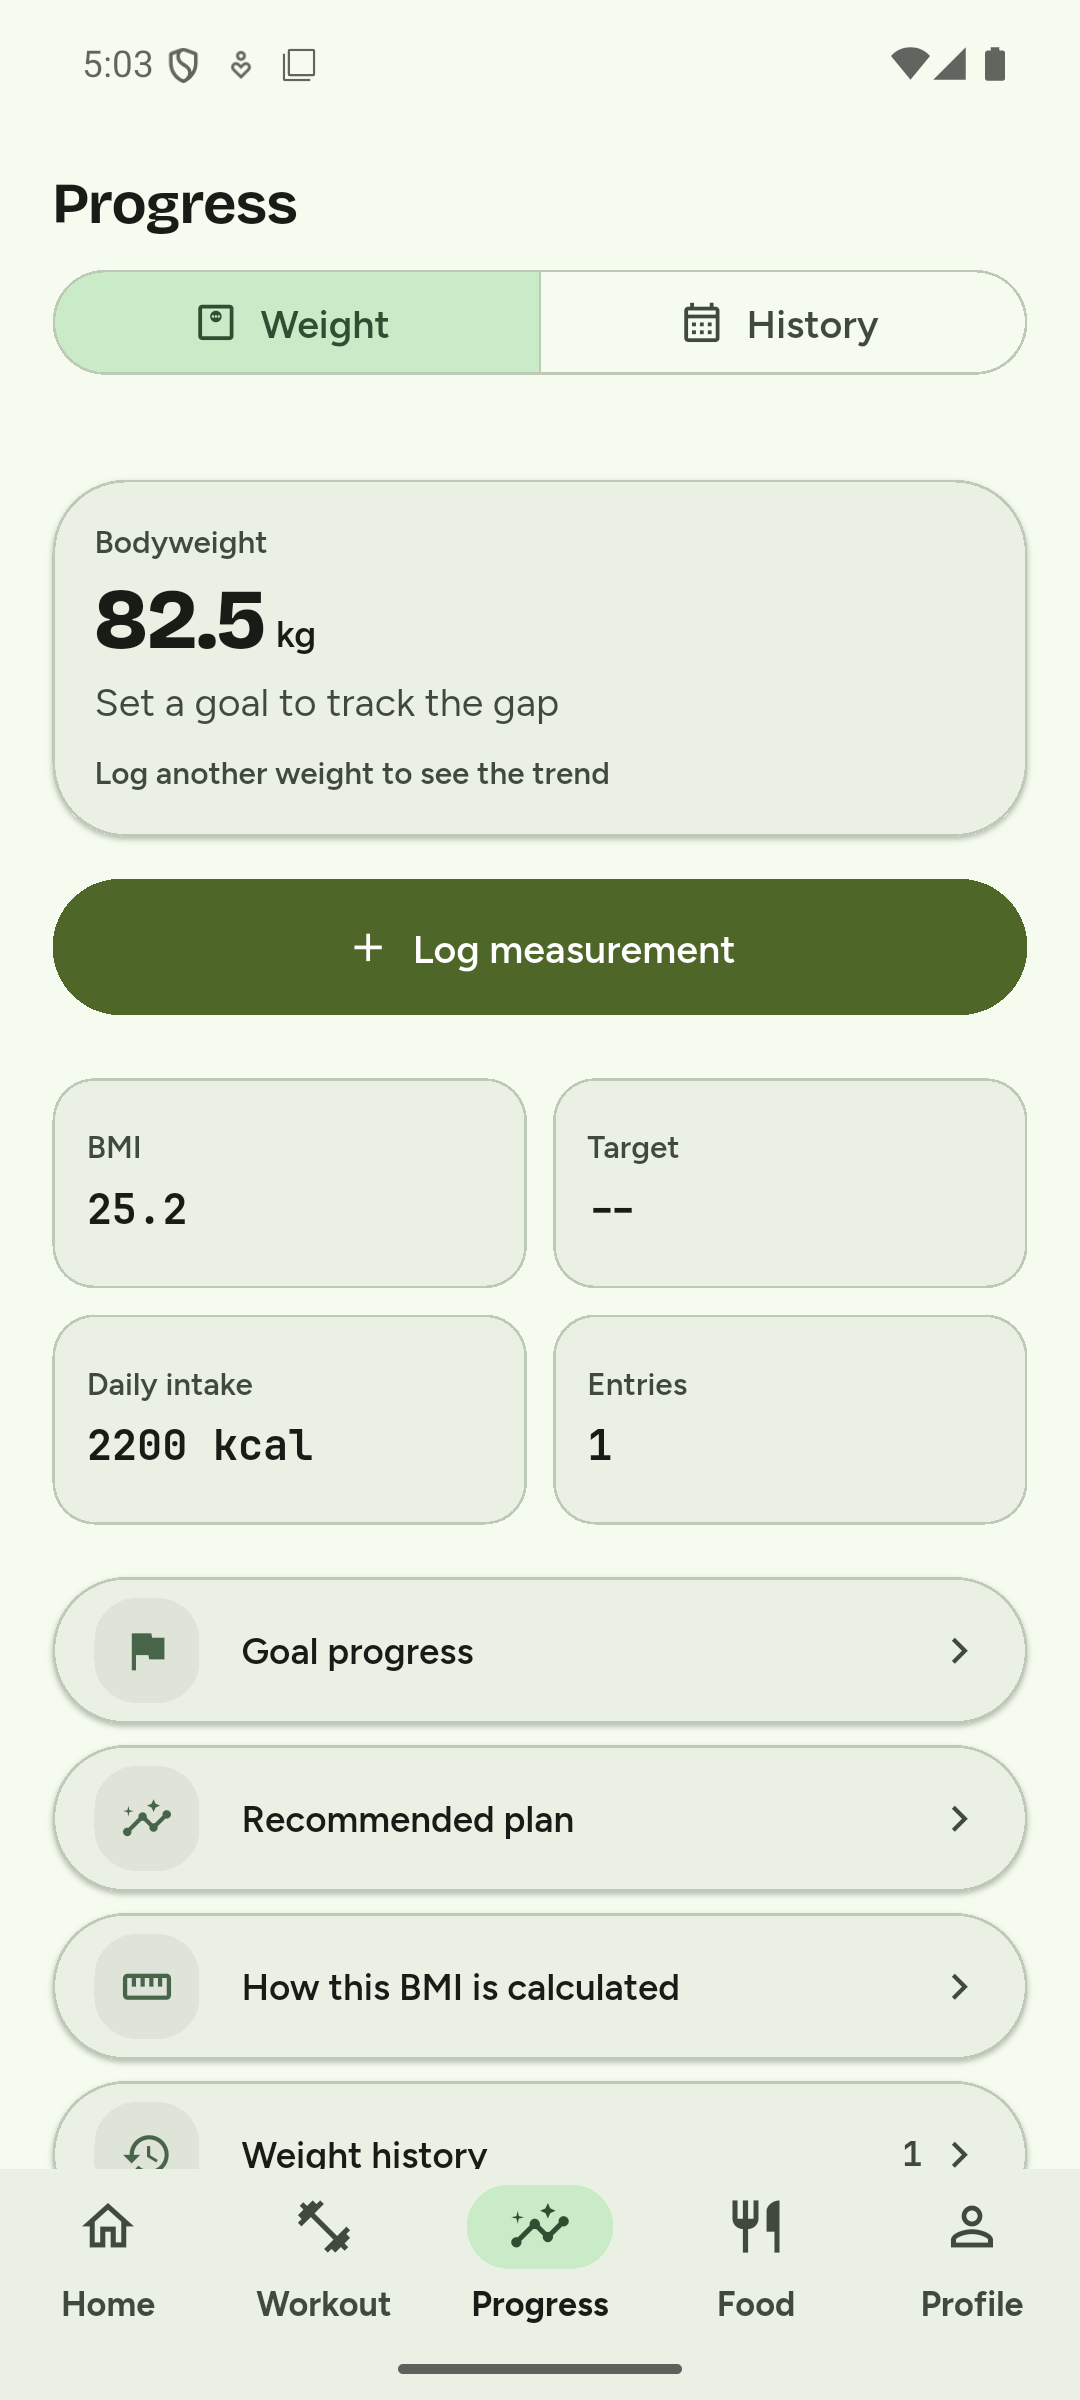 5:03
Progress
Weight
History
Bodyweight
82.5 kg
Set a goal to track the gap
Log another weight to see the trend
Log measurement
BMI
25.2
Target
--
Daily intake
2200 kcal
Entries
1
Goal progress
Recommended plan
How this BMI is calculated
Weight history 1
Home
Workout
Progress
Food
Profile